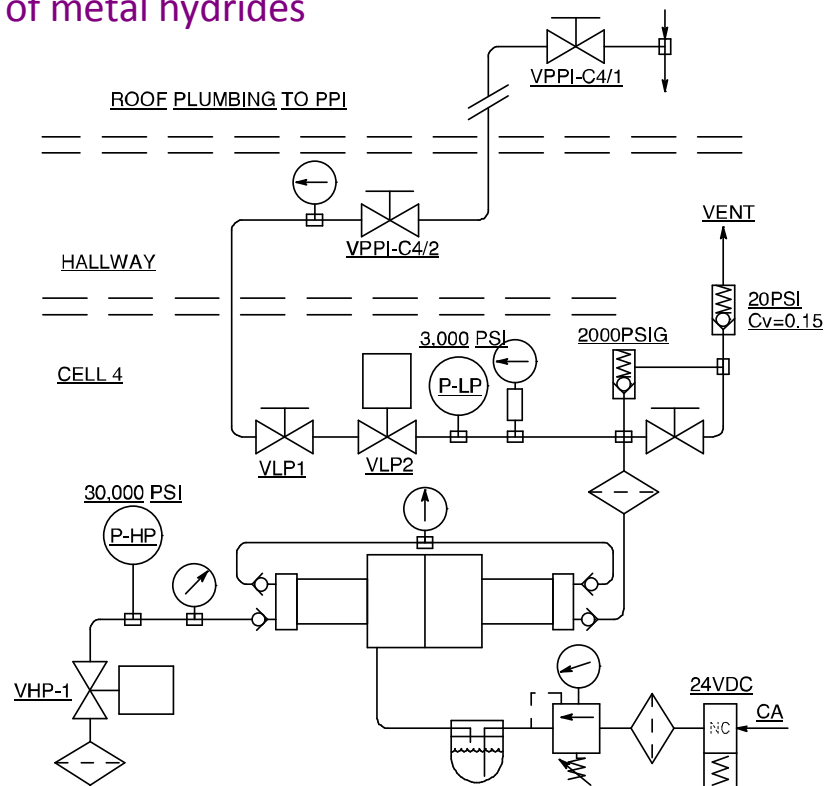 of metal hydrides
VPPI-C4/1
ROOF PLUMBING TO PPI
VENT
VPPI-C4/2
HALLWAY
20PSI
Cv=0.15
3,000 PSI
2000PSIG
CELL 4
P-LP
VLP1
VLP2
30,000 PSI
P-HP
VHP-1
24VDC
NC
CA